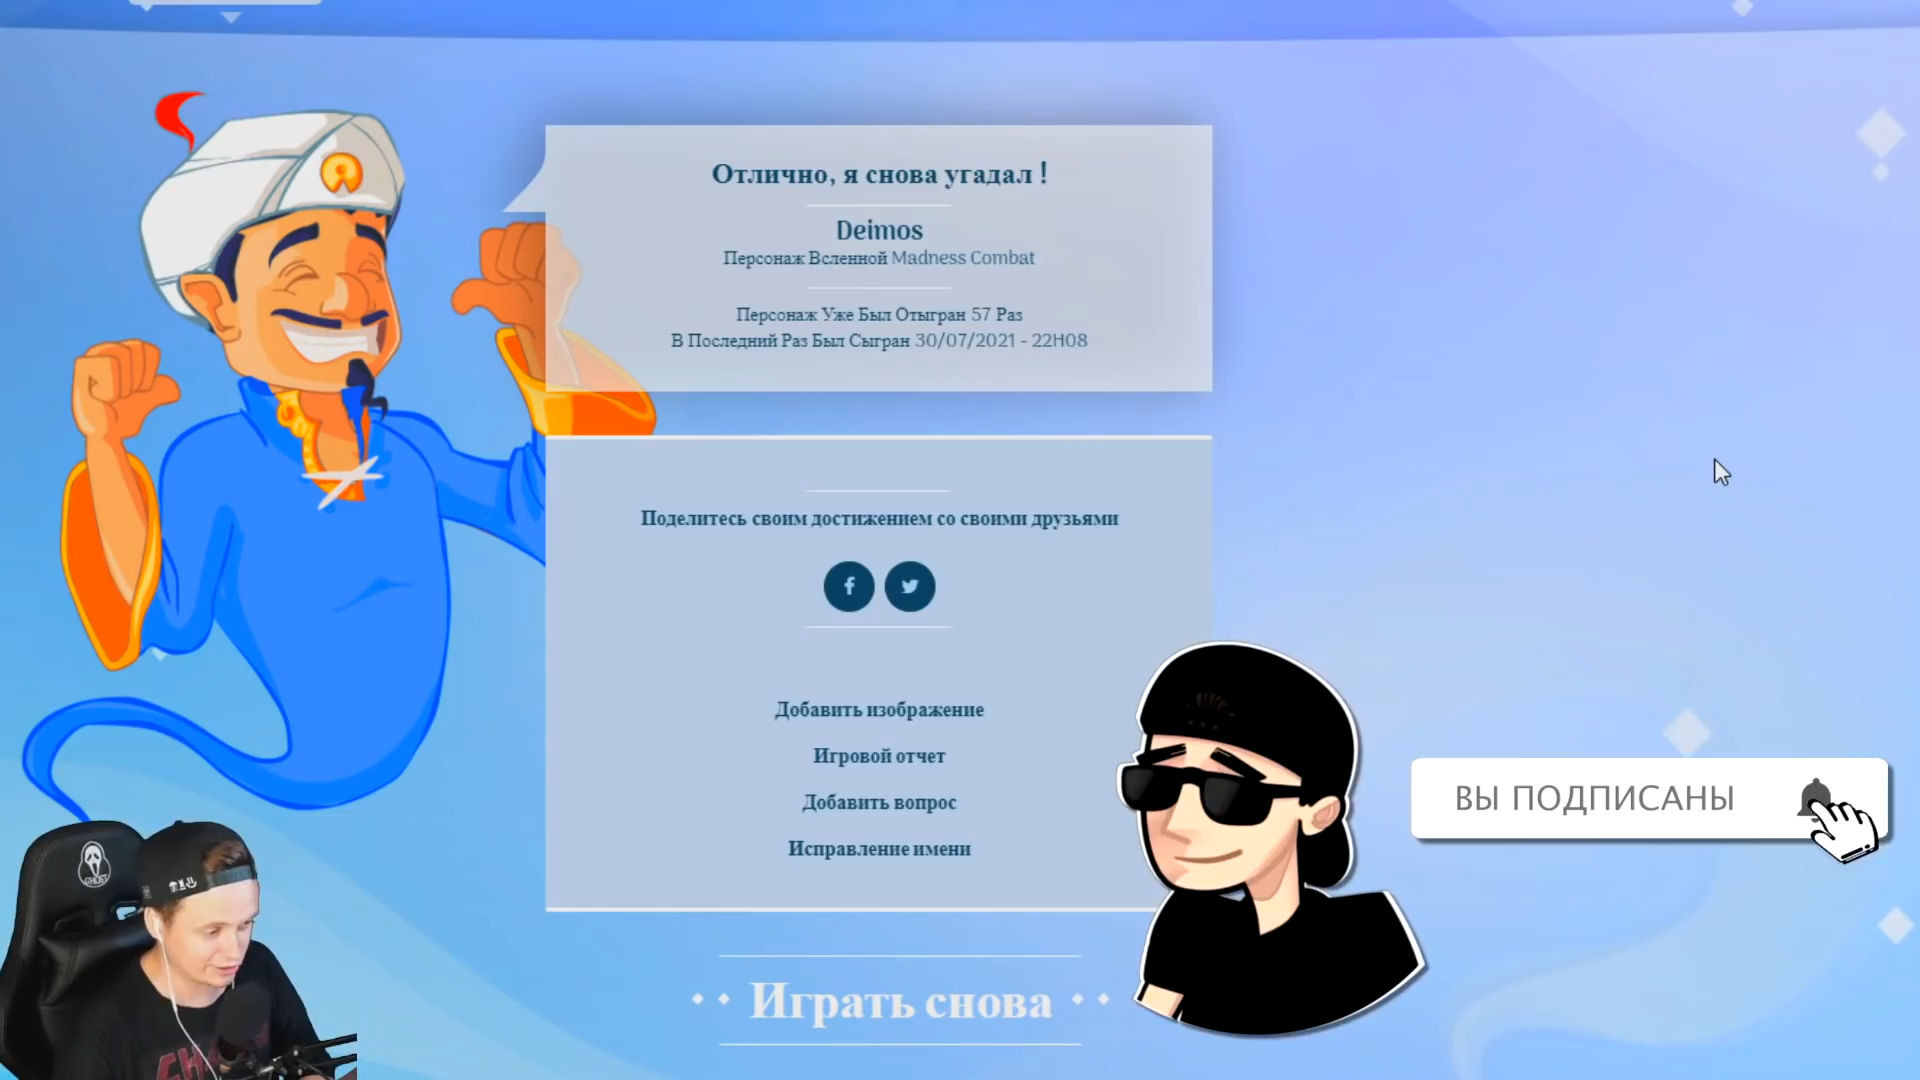 Отлично, я снова угадал !
Deimos
Персонаж Всленной Madness Combat
Персонаж Уже Был Отыгран 57 Раз
В Последний Раз Был Сыгран 30/07/2021 - 22H08
Поделитесь своим достижением со своими друзьями
Добавить изображение
Игровой отчет
Добавить вопрос
Исправление имени
Играть снова
ВЫ ПОДПИСАНЫ
GHOST